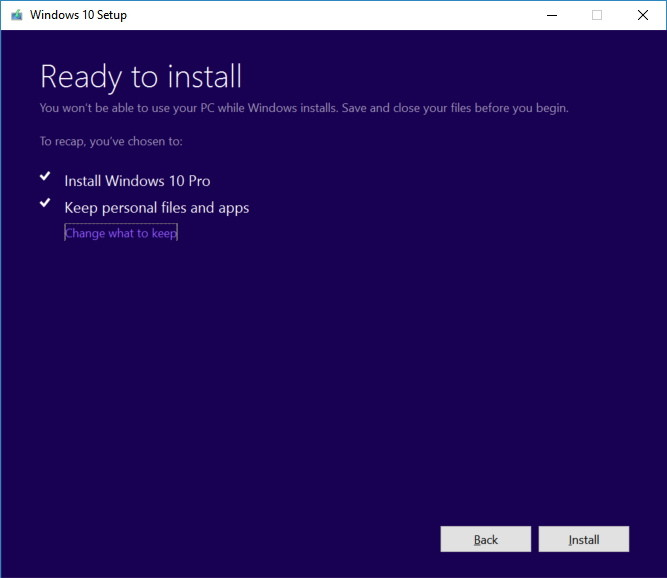 Windows 10 Setup
Ready to install
You won't be able to use your PC while Windows installs. Save and close your files before you begin.
To recap, you've chosen to:
Install Windows 10 Pro
Keep personal files and apps
Change what to keep
Back
Install